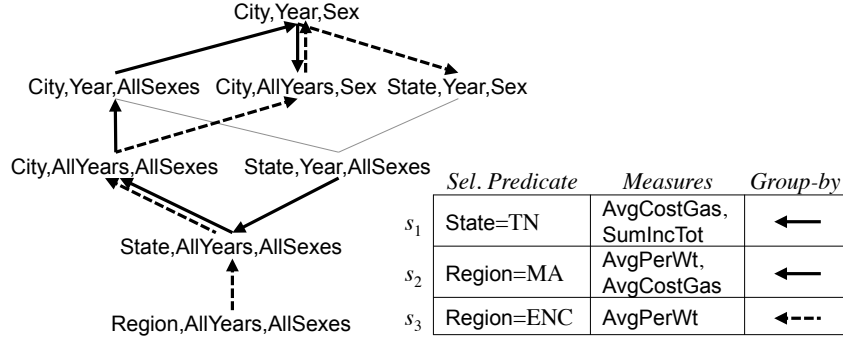 City,Year,Sex
City,Year,AllSexes City,AllYears,Sex State,Year,Sex
City,AllYears,AllSexes State,Year,AllSexes
State,AllYears,AllSexes
Region,AllYears,AllSexes
Sel. Predicate Measures Group-by
s1 State=TN AvgCostGas,
SumIncTot
s2 Region=MA AvgPerWt,
AvgCostGas
s3 Region=ENC AvgPerWt